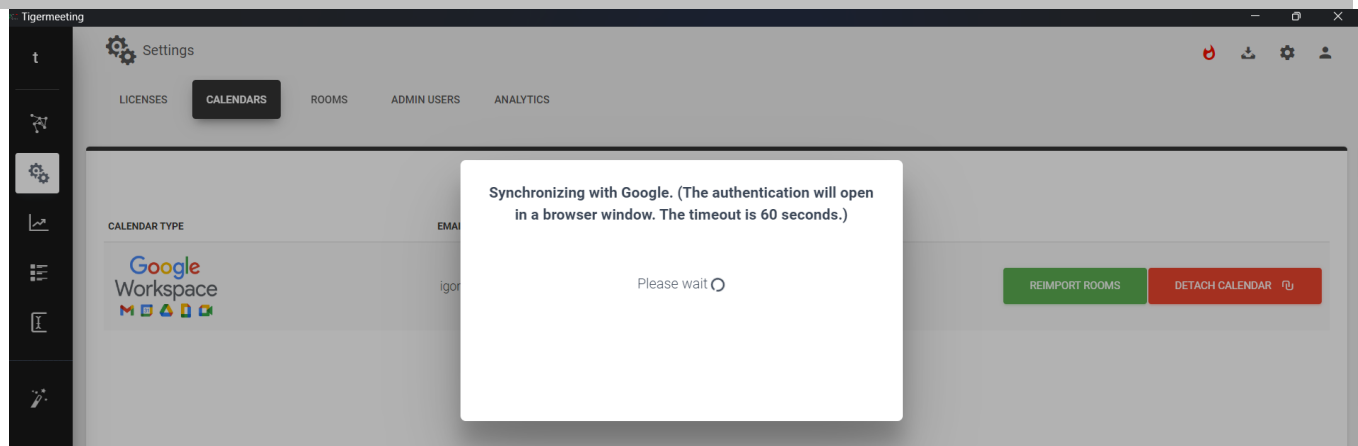 Tigermeeting
t
Settings
LICENSES CALENDARS ROOMS ADMIN USERS ANALYTICS
Synchronizing with Google. (The authentication will open
in a browser window. The timeout is 60 seconds.)
Please wait
CALENDAR TYPE EMAI
Google
Workspace
igor
REIMPORT ROOMS DETACH CALENDAR